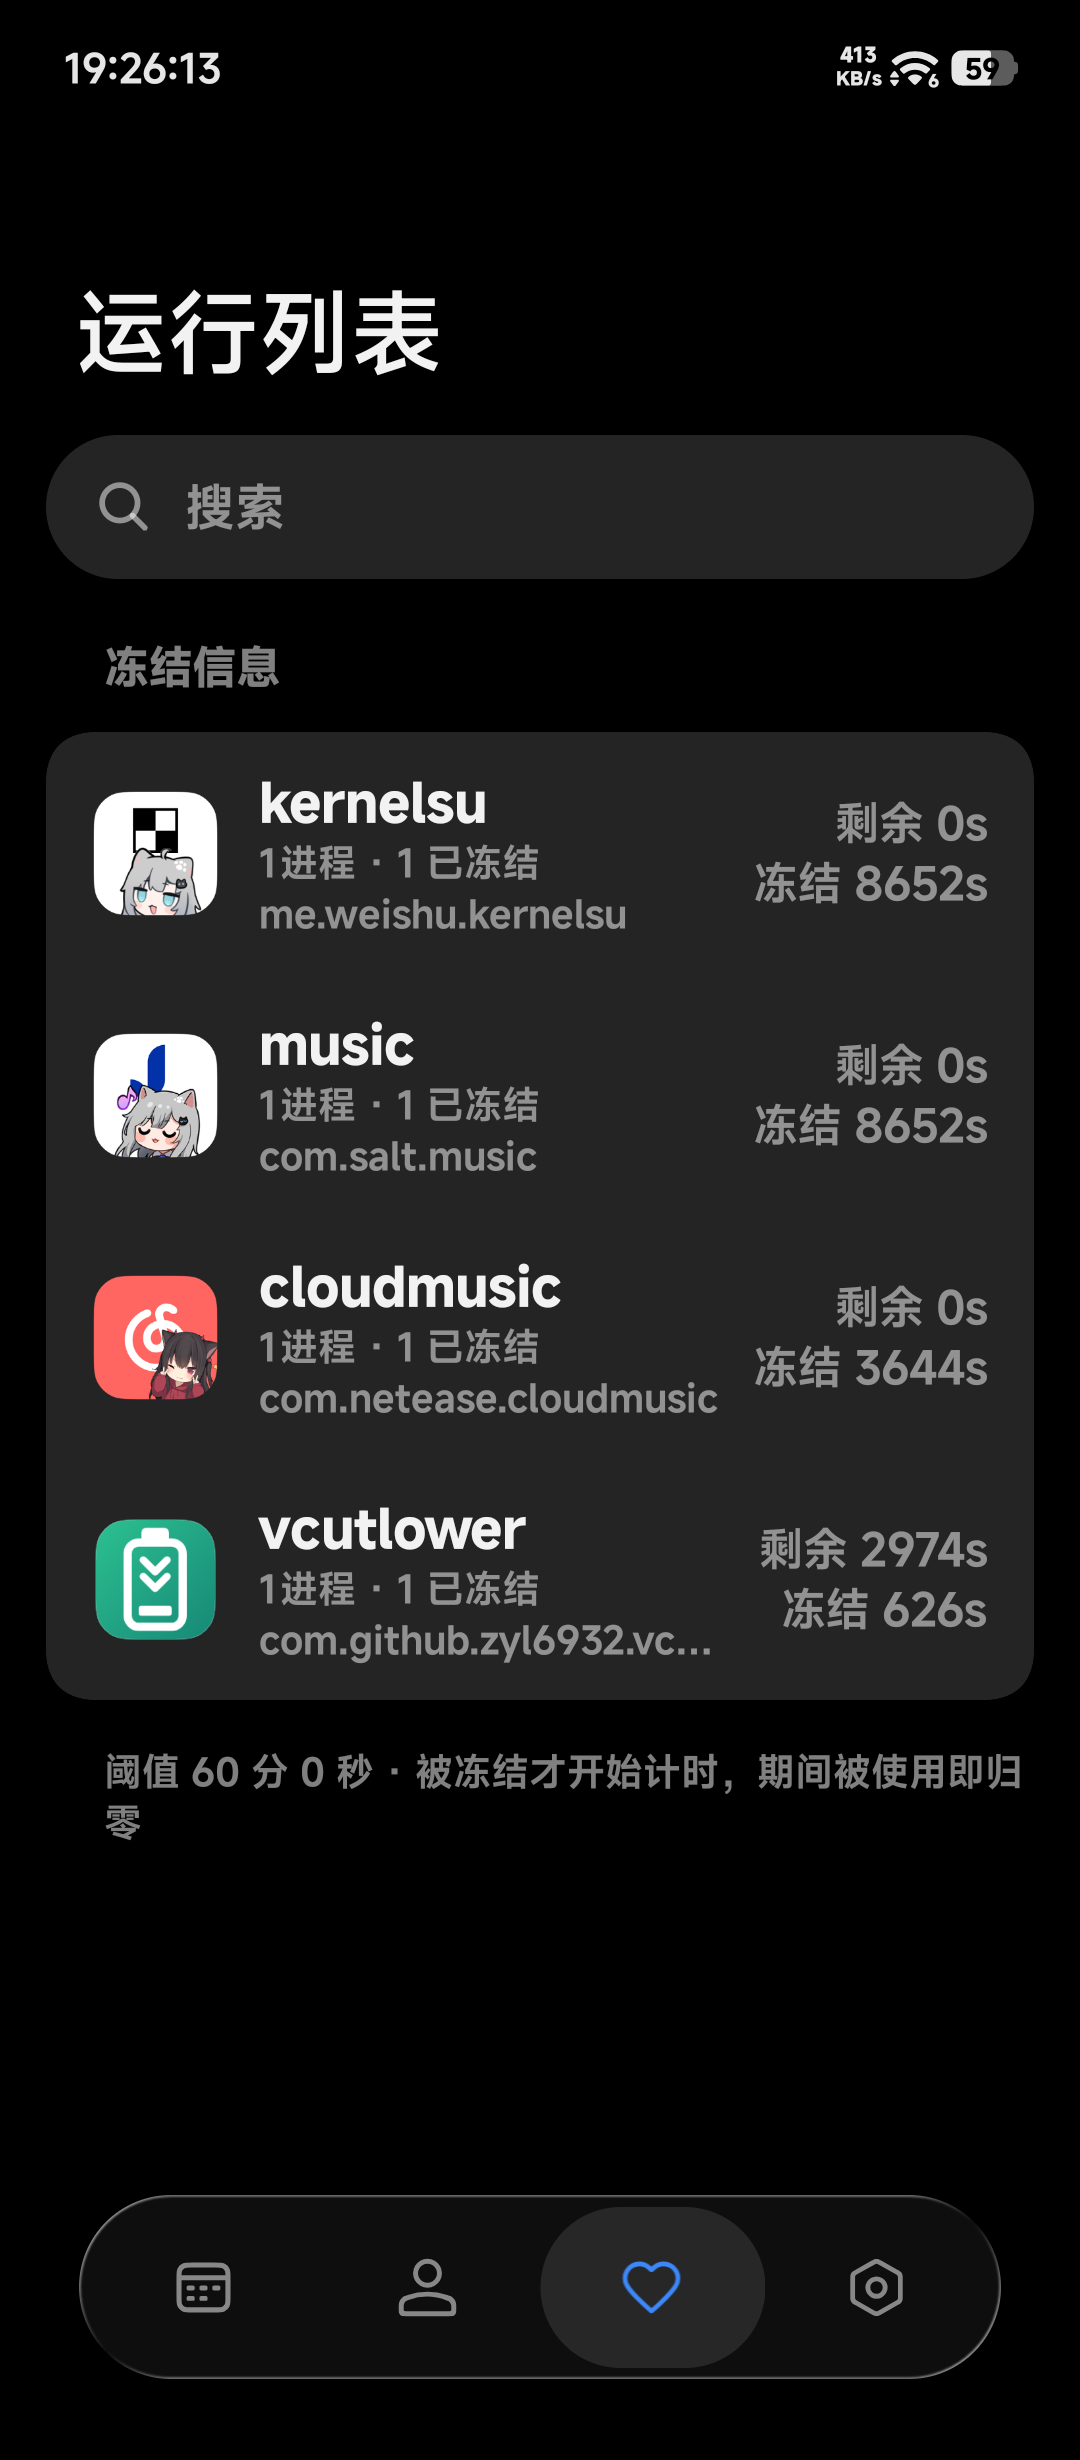 19:26:13
413
KB/s
6
59
运行列表
搜索
冻结信息
kernelsu
1进程 · 1 已冻结
me.weishu.kernelsu
剩余 0s
冻结 8652s
music
1进程 · 1 已冻结
com.salt.music
剩余 0s
冻结 8652s
cloudmusic
1进程 · 1 已冻结
com.netease.cloudmusic
剩余 0s
冻结 3644s
vcutlower
1进程 · 1 已冻结
com.github.zyl6932.vc...
剩余 2974s
冻结 626s
阈值 60 分 0 秒 · 被冻结才开始计时，期间被使用即归
零